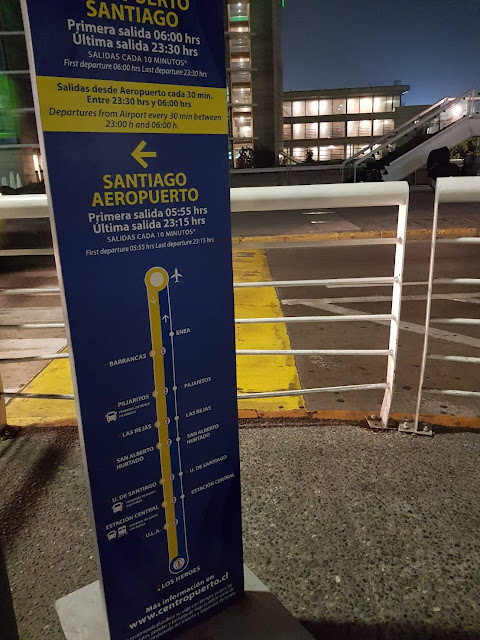 PUERTO
SANTIAGO
Primera salida 06:00 hrs
Última salida 23:30 hrs
SALIDAS CADA 10 MINUTOS*
First departure 06:00 hrs Last departure 23:30 hrs
Salidas desde Aeropuerto cada 30 min.
Entre 23:30 hrs y 06:00 hrs
Departures from Airport every 30 min between
23:00 h and 06:00 h.
SANTIAGO
AEROPUERTO
Primera salida 05:55 hrs
Última salida 23:15 hrs
SALIDAS CADA 10 MINUTOS*
First departure 05:55 hrs Last departure 23:15 hrs
ENEA
BARRANCAS
PAJARITOS
PAJARITOS
LAS REJAS
LAS REJAS
SAN ALBERTO
HURTADO
SAN ALBERTO
HURTADO
U. DE SANTIAGO
U. DE SANTIAGO
ESTACIÓN CENTRAL
ESTACIÓN CENTRAL
U.L.A.
LOS HEROES
Más información en
www.centropuerto.cl